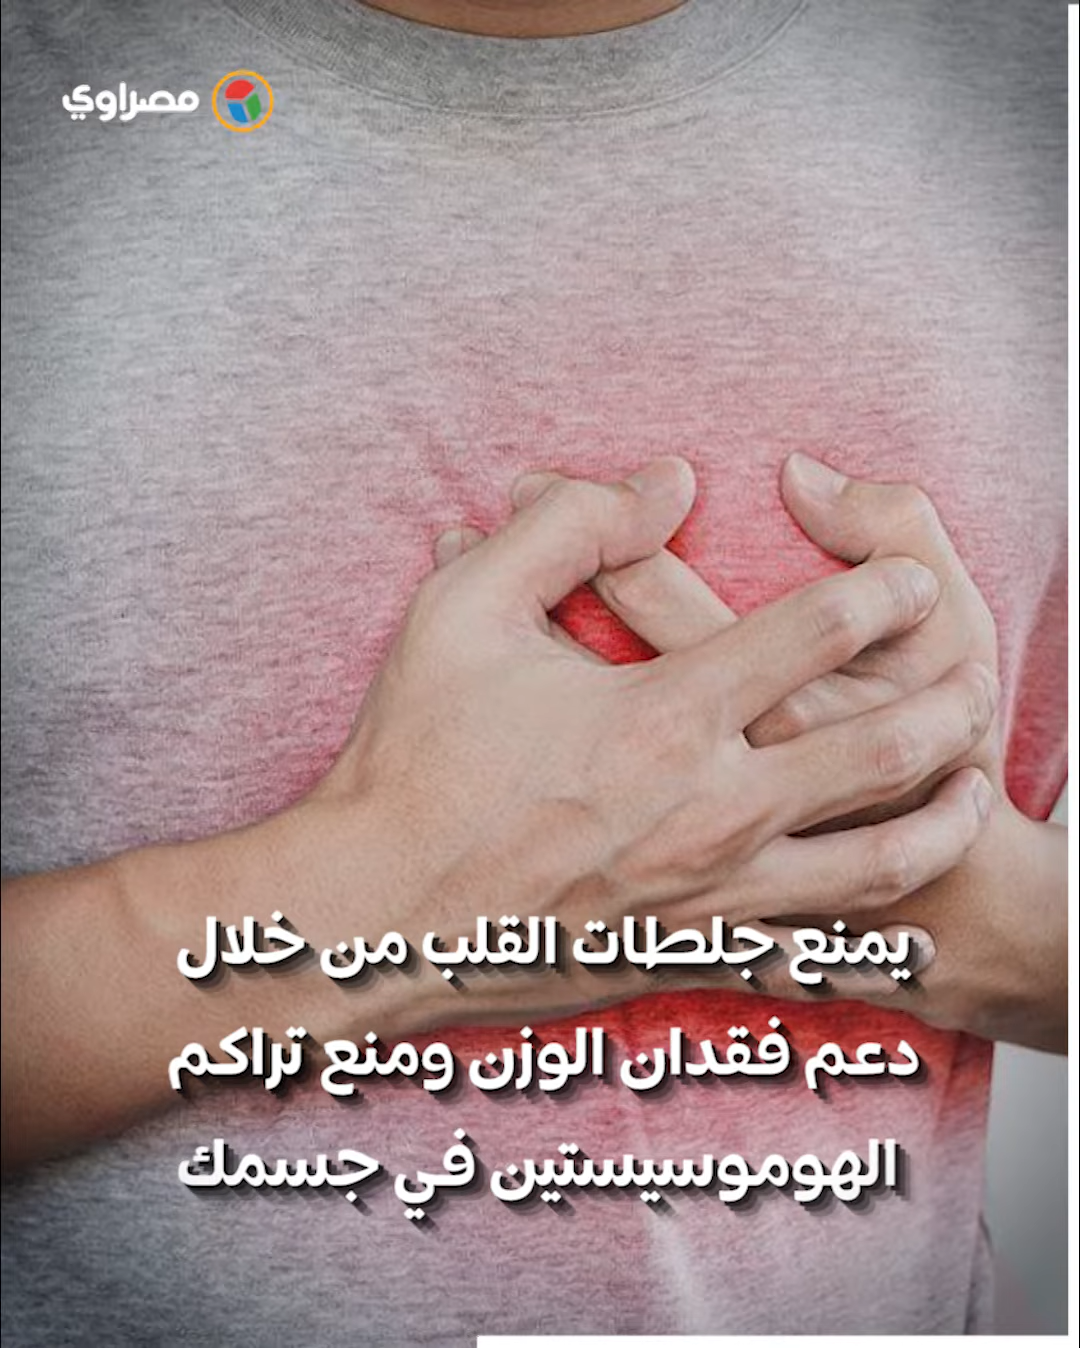 مصراوي
يمنع جلطات القلب من خلال
دعم فقدان الوزن ومنع تراكم
الهوموسيستين في جسمك